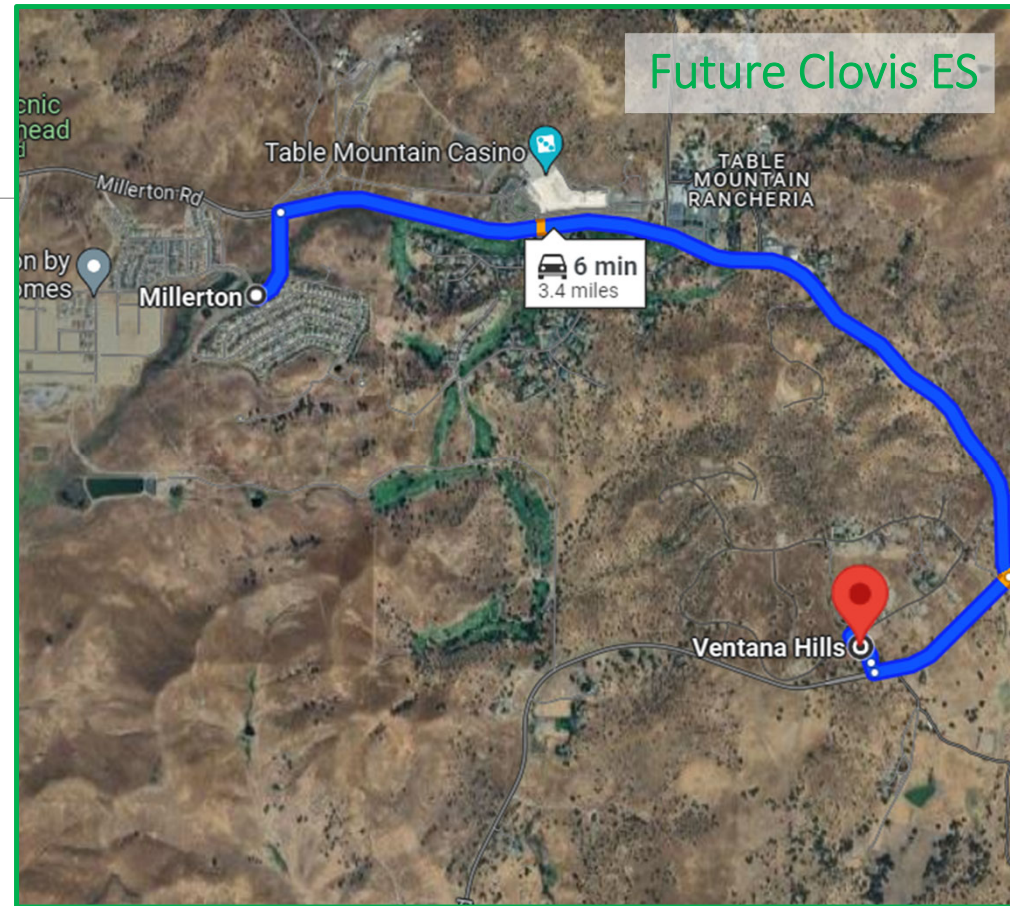 Future Clovis ES
Table Mountain Casino
TABLE
MOUNTAIN
RANCHERIA
Millerton Rd
6 min
3.4 miles
Millerton
Ventana Hills